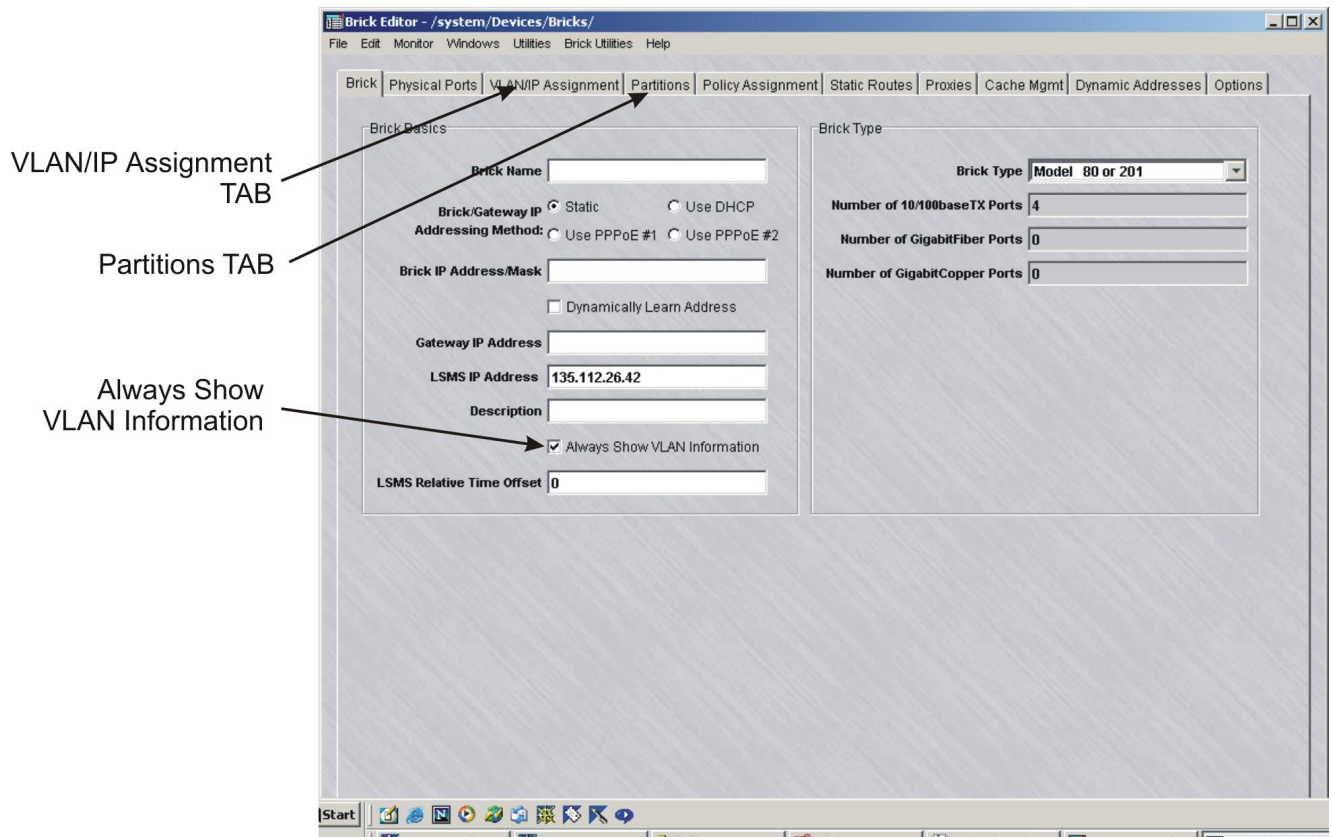 Brick Editor - /system/Devices/Bricks/
File Edit Monitor Windows Utilities Brick Utilities Help
Brick Physical Ports VLAN/IP Assignment Partitions Policy Assignment Static Routes Proxies Cache Mgmt Dynamic Addresses Options
VLAN/IP Assignment
TAB
Partitions TAB
Always Show
VLAN Information
Brick Basics
Brick Name
Brick/Gateway IP
Addressing Method:
Static Use DHCP
Use PPPoE #1 Use PPPoE #2
Brick IP Address/Mask
Dynamically Learn Address
Gateway IP Address
LSMS IP Address 135.112.26.42
Description
Always Show VLAN Information
LSMS Relative Time Offset 0
Brick Type
Brick Type Model 80 or 201
Number of 10/100baseTX Ports 4
Number of GigabitFiber Ports 0
Number of GigabitCopper Ports 0
Start